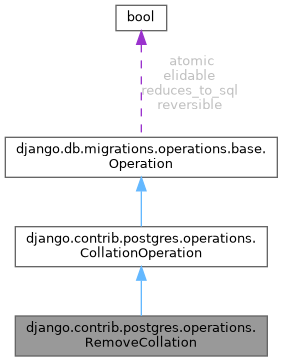 bool
atomic
elidable
reduces_to_sql
reversible
django.db.migrations.operations.base.
Operation
django.contrib.postgres.operations.
CollationOperation
django.contrib.postgres.operations.
RemoveCollation